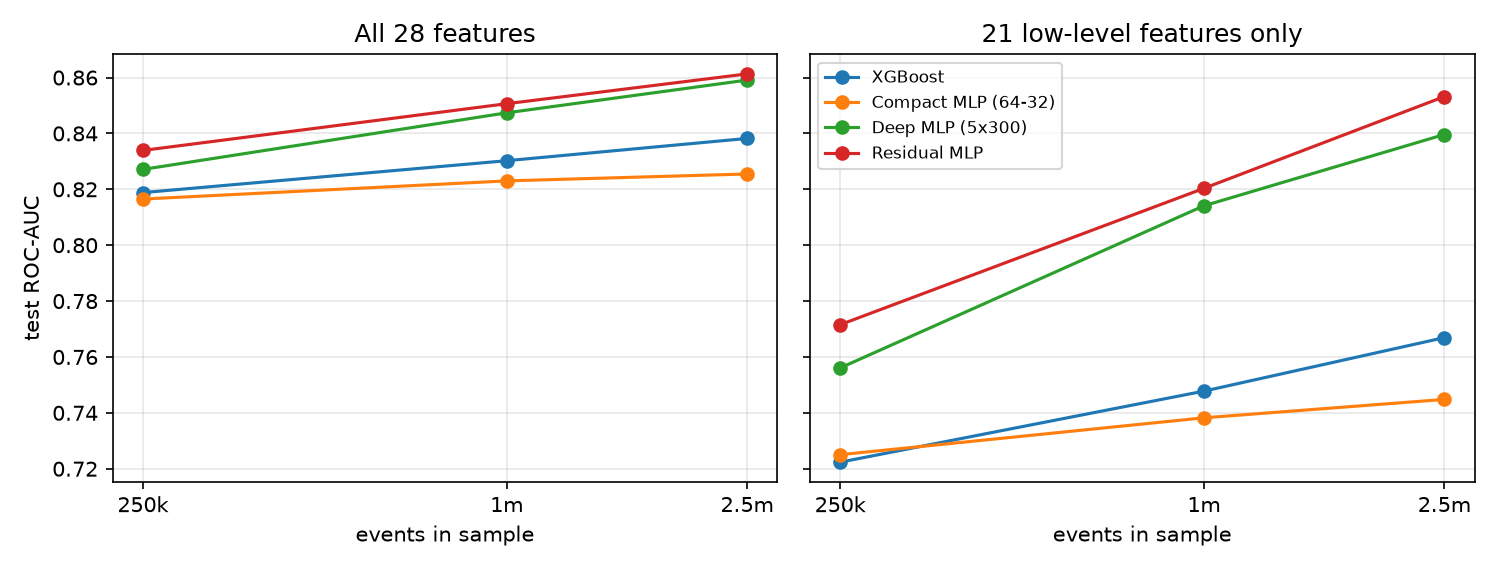 All 28 features
21 low-level features only
test ROC-AUC
0.86
0.84
0.82
0.80
0.78
0.76
0.74
0.72
250k
1m
2.5m
events in sample
XGBoost
Compact MLP (64-32)
Deep MLP (5x300)
Residual MLP
250k
1m
2.5m
events in sample